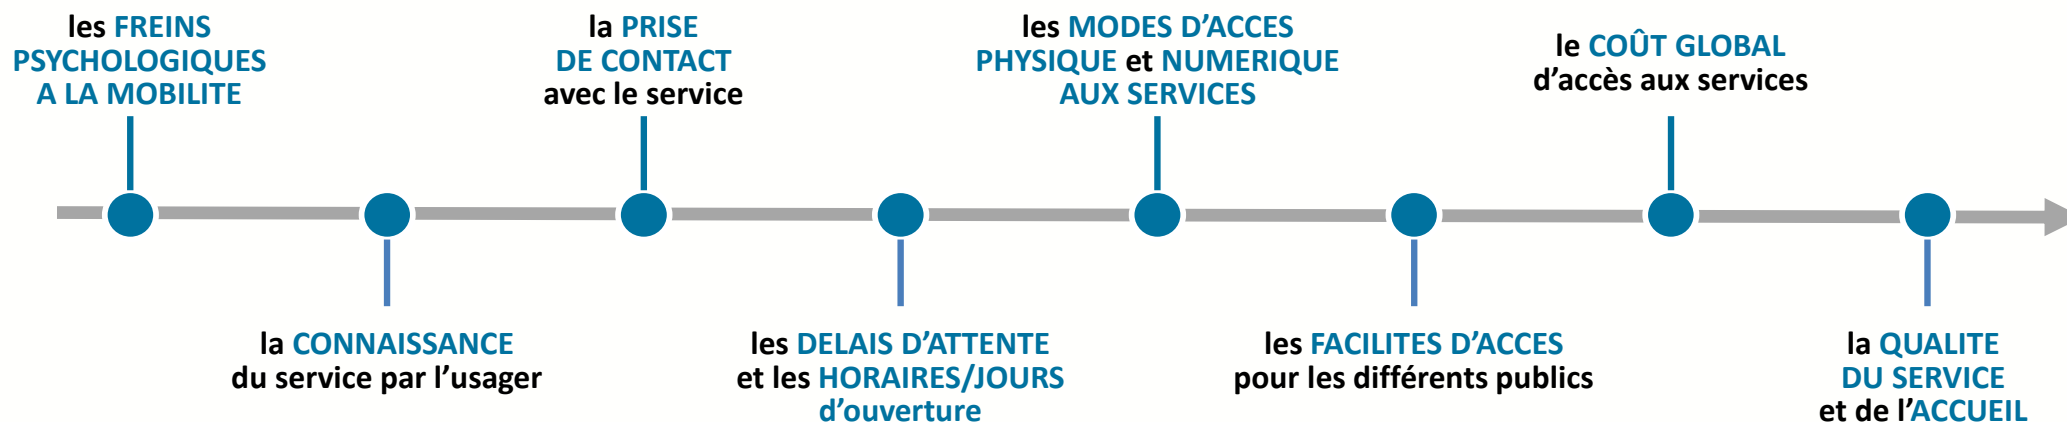 les FREINS
PSYCHOLOGIQUES
A LA MOBILITE
la CONNAISSANCE
du service par l'usager
la PRISE
DE CONTACT
avec le service
les DELAIS D'ATTENTE
et les HORAIRES/JOURS
d'ouverture
les MODES D'ACCES
PHYSIQUE et NUMERIQUE
AUX SERVICES
les FACILITES D'ACCES
pour les différents publics
le COÛT GLOBAL
d'accès aux services
la QUALITE
DU SERVICE
et de l'ACCUEIL